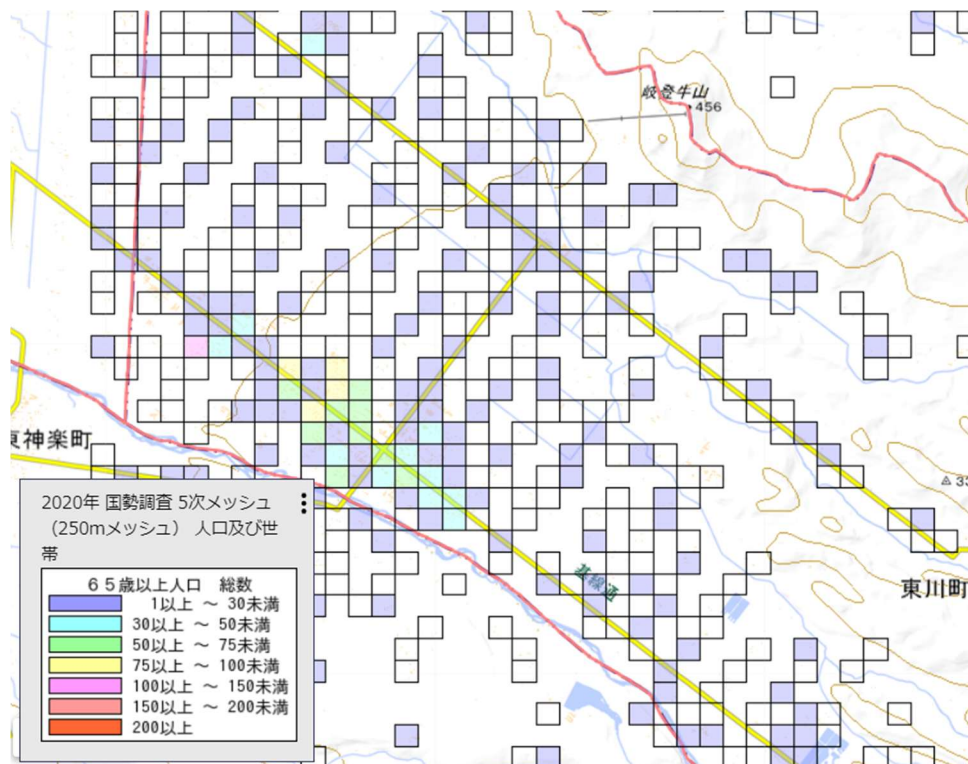 岐登牛山
456
東神楽町
2020年 国勢調査 5次メッシュ
（250mメッシュ） 人口及び世
帯
６５歳以上人口 総数
1以上 ～ 30未満
30以上 ～ 50未満
50以上 ～ 75未満
75以上 ～ 100未満
100以上 ～ 150未満
150以上 ～ 200未満
200以上
基線通
東川町